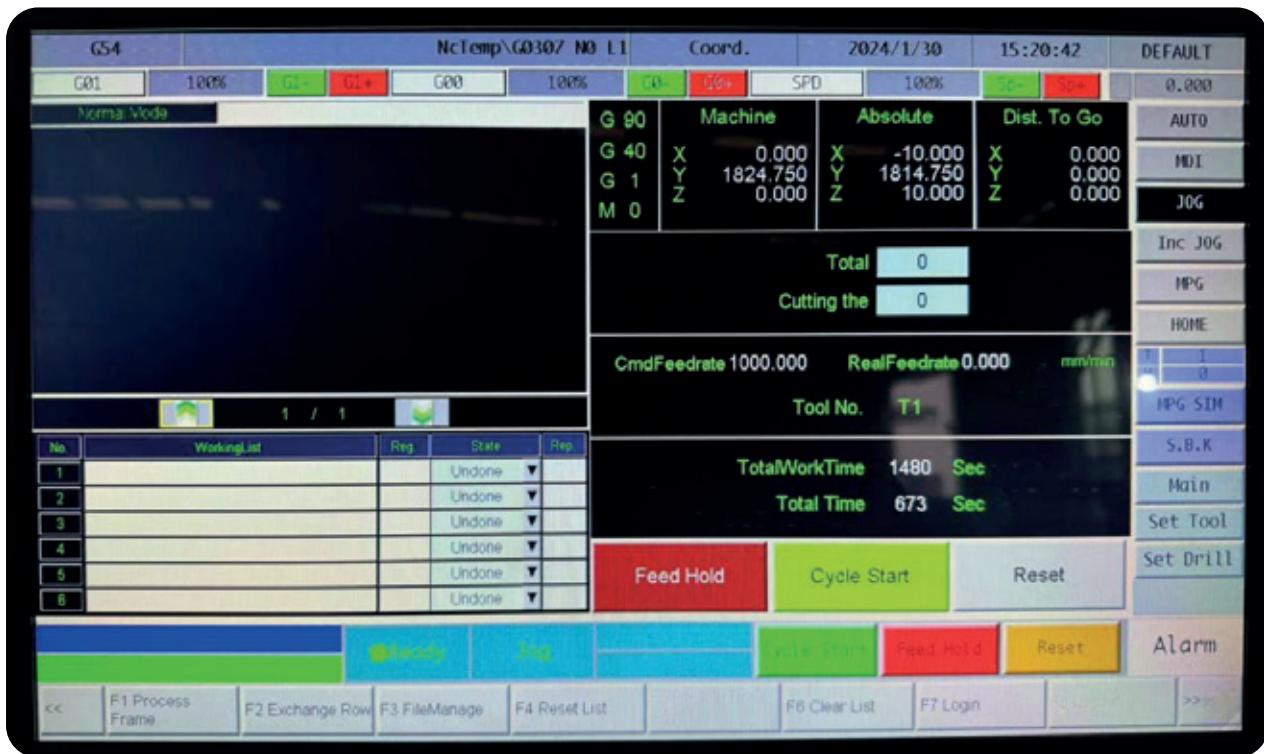 G54 NcTemp\G0307 N0 L1 Coord. 2024/1/30 15:20:42 DEFAULT
G01 100% G1- G1+ G00 100% G0- G0+ SPD 100% Sp- Sp+ 0.000
Normal Mode
G 90
G 40
G 1
M 0
Machine
X 0.000
Y 1824.750
Z 0.000
Absolute
X -10.000
Y 1814.750
Z 10.000
Dist. To Go
X 0.000
Y 0.000
Z 0.000
AUTO
MDI
JOG
Inc JOG
MPG
HOME
T 1
0
MPG SIM
S.B.K
Main
Set Tool
Set Drill
Total 0
Cutting the 0
CmdFeedrate 1000.000 RealFeedrate 0.000 mm/min
Tool No. T1
1 / 1
No. WorkingList Reg. State Rep.
1 Undone
2 Undone
3 Undone
4 Undone
5 Undone
6 Undone
TotalWorkTime 1480 Sec
Total Time 673 Sec
Feed Hold Cycle Start Reset
Ready Jog Cycle Start Feed Hold Reset Alarm
<< F1 Process
Frame
F2 Exchange Row F3 FileManage F4 Reset List F6 Clear List F7 Login >>